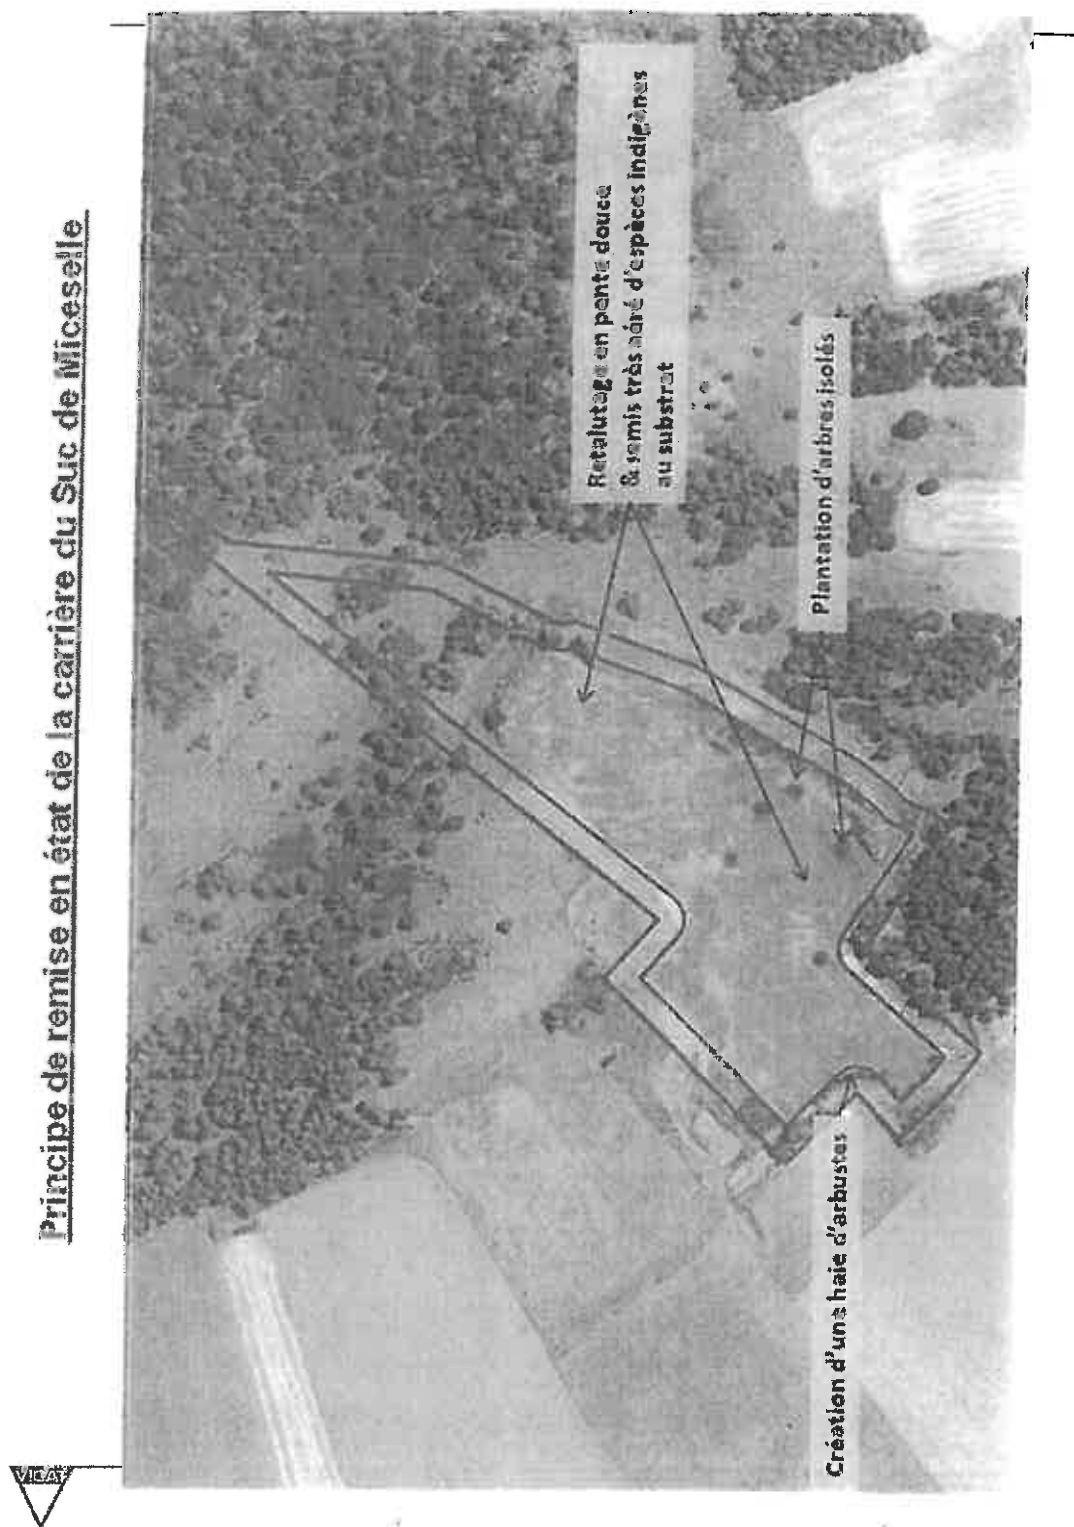 VICAT
Principe de remise en état de la carrière du Suc de Miceselle
Retalutage en pente douce
& semis très aéré d'espèces indigènes
au substrat
Plantation d'arbres isolés
Création d'une haie d'arbustes